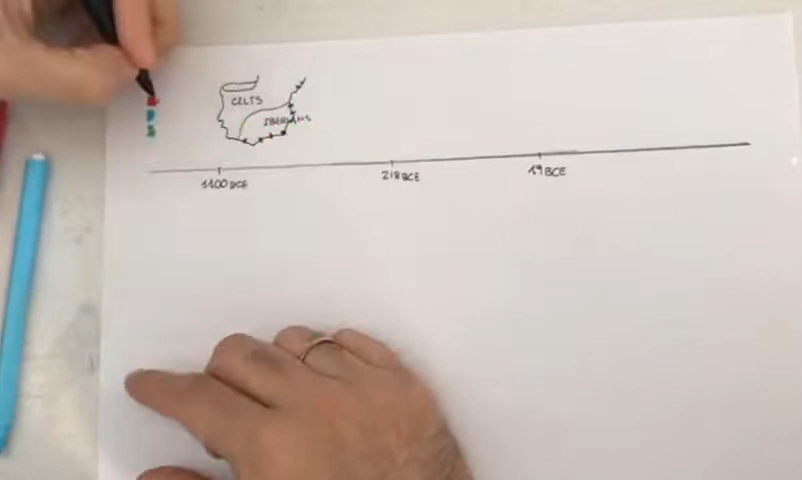 CELTS
IBERIANS
1100 BCE
218 BCE
19 BCE